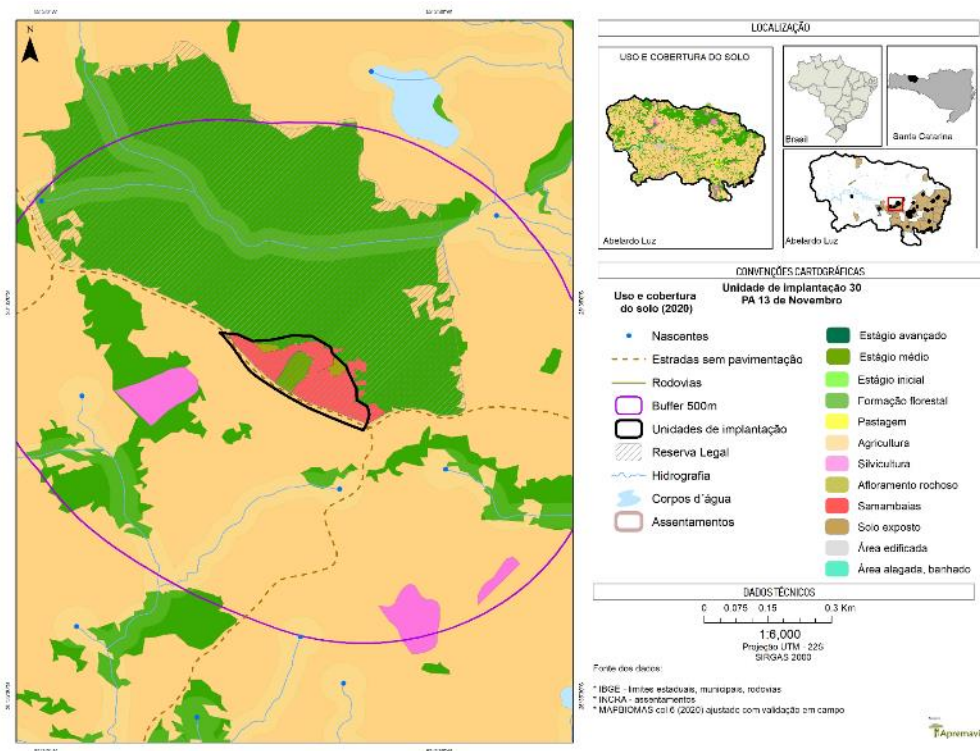 N
LOCALIZAÇÃO
USO E COBERTURA DO SOLO
Abelardo Luz
Brasil
Santa Catarina
Abelardo Luz
CONVENÇÕES CARTOGRÁFICAS
Unidade de implantação 30
PA 13 de Novembro
Uso e cobertura
do solo (2020)
Nascentes
Estradas sem pavimentação
Rodovias
Buffer 500m
Unidades de implantação
Reserva Legal
Hidrografia
Corpos d'água
Assentamentos
Estágio avançado
Estágio médio
Estágio inicial
Formação florestal
Pastagem
Agricultura
Silvicultura
Afloramento rochoso
Samambaias
Solo exposto
Área edificada
Área alagada, banhado
DADOS TÉCNICOS
0 0.075 0.15 0.3 Km
1:6,000
Projeção UTM - 22S
SIRGAS 2000
Fonte dos dados:
* IBGE - limites estaduais, municipais, rodovias
* INCRA - assentamentos
* MAPBIOMAS col 6 (2020) ajustado com validação em campo
Apremavi